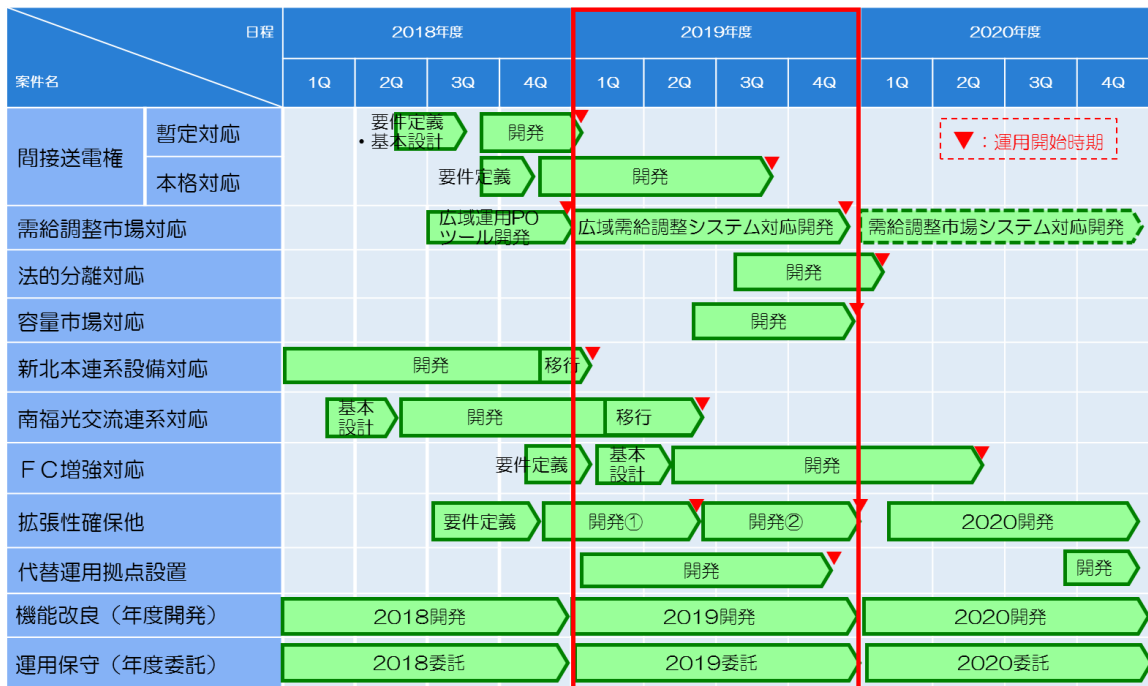 日程
2018年度
2019年度
2020年度
案件名
1Q
2Q
3Q
4Q
1Q
2Q
3Q
4Q
1Q
2Q
3Q
4Q
間接送電権
暫定対応
要件定義
・基本設計
開発
▼:運用開始時期
本格対応
要件定義
開発
需給調整市場対応
広域運用PO
ツール開発
広域需給調整システム対応開発
需給調整市場システム対応開発
法的分離対応
開発
容量市場対応
開発
新北本連系設備対応
開発
移行
南福光交流連系対応
基本
設計
開発
移行
FC増強対応
要件定義
基本
設計
開発
拡張性確保他
要件定義
開発①
開発②
2020開発
代替運用拠点設置
開発
開発
機能改良(年度開発)
2018開発
2019開発
2020開発
運用保守(年度委託)
2018委託
2019委託
2020委託